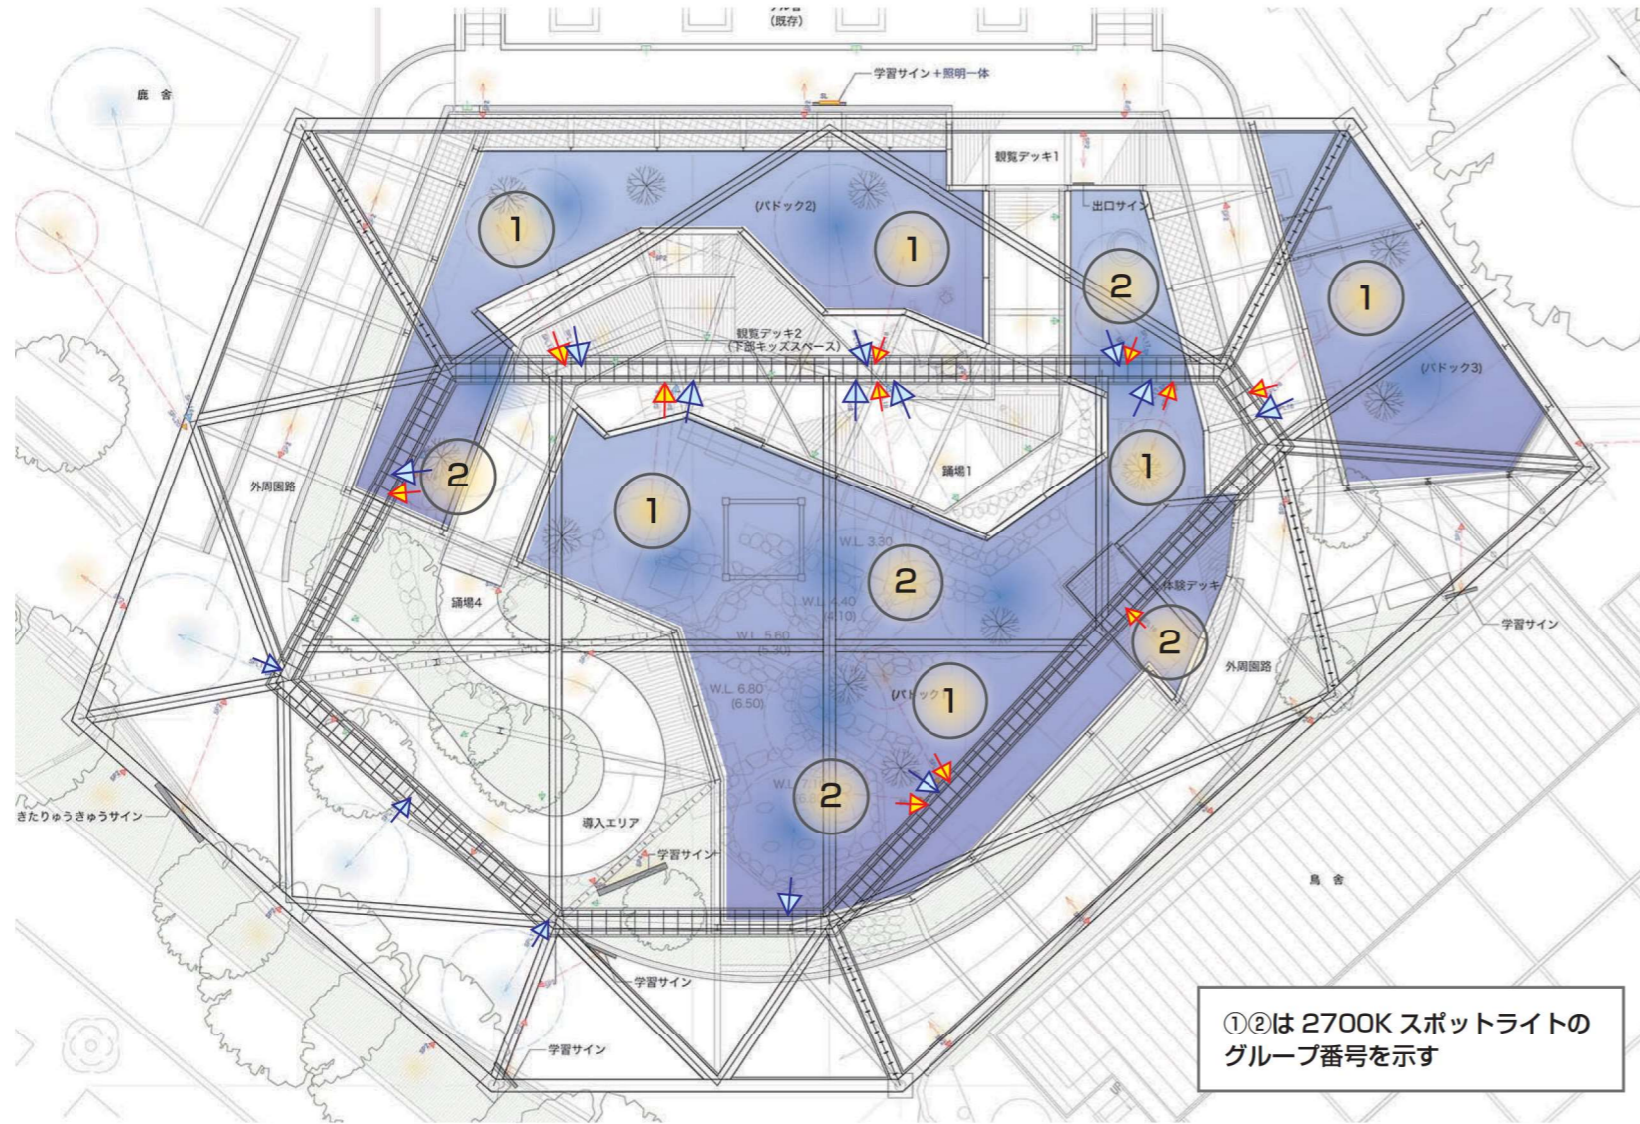 (既存)
学習サイン+照明一体
鹿 舎
観覧デッキ1
出口サイン
(パドック2)
1
1
2
1
観覧デッキ2
(下部キッズスペース)
(パドック3)
2
1
1
踊場1
外周園路
W.L. 3.30
2
体験デッキ
踊場4
W.L. 4.40
(4.10)
学習サイン
W.L. 5.60
(5.30)
2
外周園路
W.L. 6.80
(6.50)
1
2
きたりゅうきゅうサイン
導入エリア
学習サイン
鳥 舎
学習サイン
学習サイン
①②は 2700K スポットライトの
グループ番号を示す